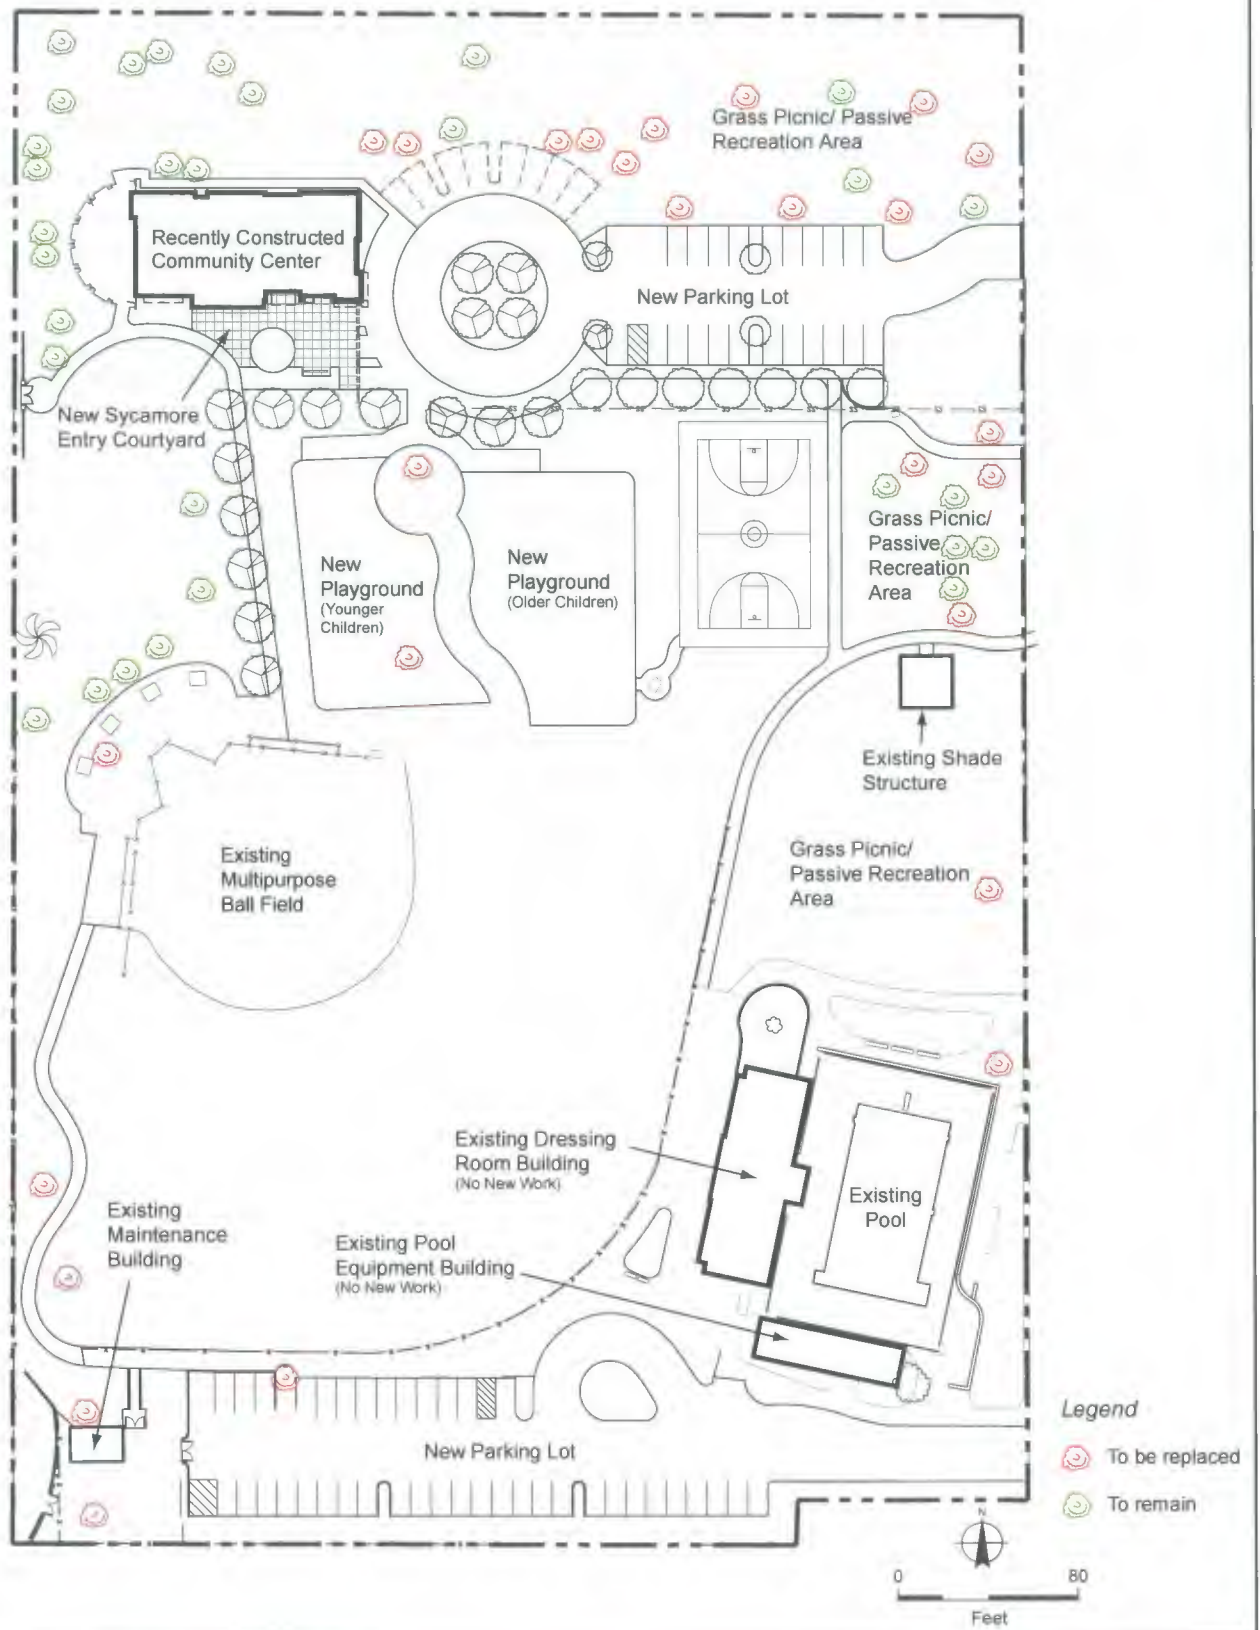 Grass Picnic/ Passive
Recreation Area
Recently Constructed
Community Center
New Parking Lot
New Sycamore
Entry Courtyard
New
Playground
(Younger
Children)
New
Playground
(Older Children)
Grass Picnic/
Passive
Recreation
Area
Existing Shade
Structure
Existing
Multipurpose
Ball Field
Grass Picnic/
Passive Recreation
Area
Existing Dressing
Room Building
(No New Work)
Existing
Pool
Existing
Maintenance
Building
Existing Pool
Equipment Building
(No New Work)
New Parking Lot
Legend
To be replaced
To remain
N
0 80
Feet